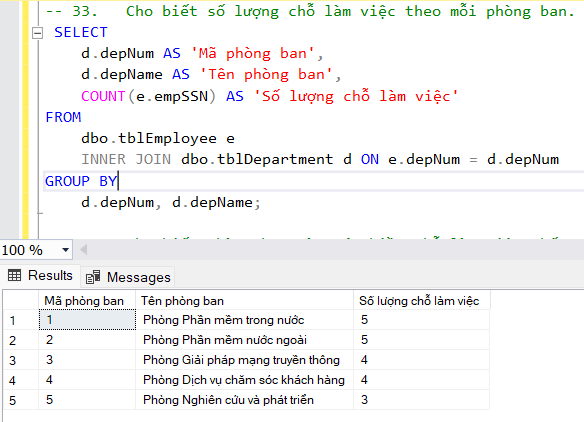 -- 33. Cho biết số lượng chỗ làm việc theo mỗi phòng ban.
SELECT
d.depNum AS 'Mã phòng ban',
d.depName AS 'Tên phòng ban',
COUNT(e.empSSN) AS 'Số lượng chỗ làm việc'
FROM
dbo.tblEmployee e
INNER JOIN dbo.tblDepartment d ON e.depNum = d.depNum
GROUP BY
d.depNum, d.depName;
100 %
Results Messages
Mã phòng ban Tên phòng ban Số lượng chỗ làm việc
1 1 Phòng Phần mềm trong nước 5
2 2 Phòng Phần mềm nước ngoài 5
3 3 Phòng Giải pháp mạng truyền thông 4
4 4 Phòng Dịch vụ chăm sóc khách hàng 4
5 5 Phòng Nghiên cứu và phát triển 3